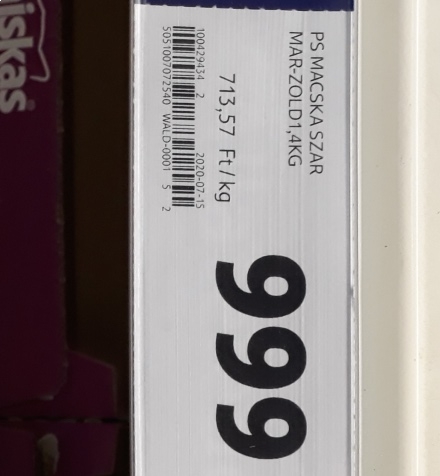 iskas
PS MACSKA SZAR
MAR-ZOLD1,4KG
713,57 Ft/kg
999
100429434 2 2020-07-15
5051007072540 WALD-0001 5 2